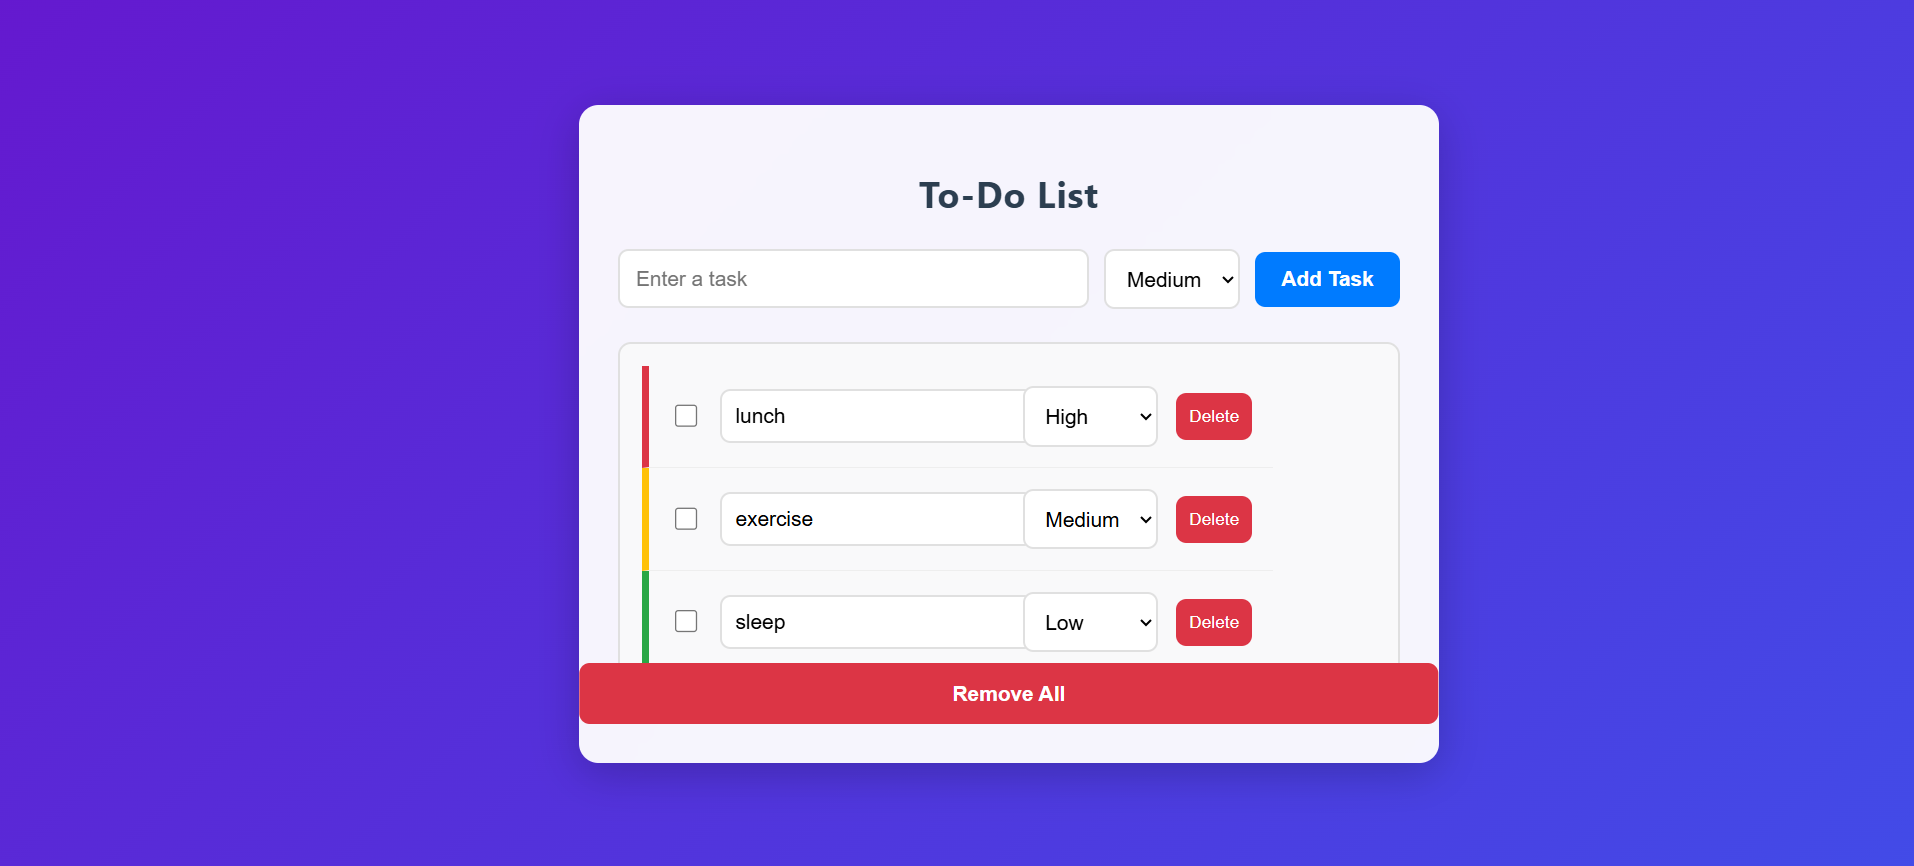 To-Do List
Enter a task Medium Add Task
lunch High Delete
exercise Medium Delete
sleep Low Delete
Remove All